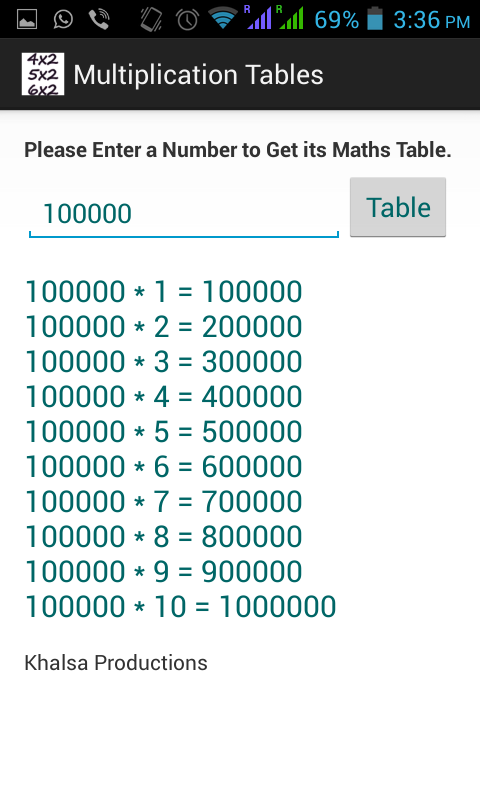 R R 69% 3:36 PM
4x2
5x2
6x2
Multiplication Tables
Please Enter a Number to Get its Maths Table.
100000
Table
100000 * 1 = 100000
100000 * 2 = 200000
100000 * 3 = 300000
100000 * 4 = 400000
100000 * 5 = 500000
100000 * 6 = 600000
100000 * 7 = 700000
100000 * 8 = 800000
100000 * 9 = 900000
100000 * 10 = 1000000
Khalsa Productions